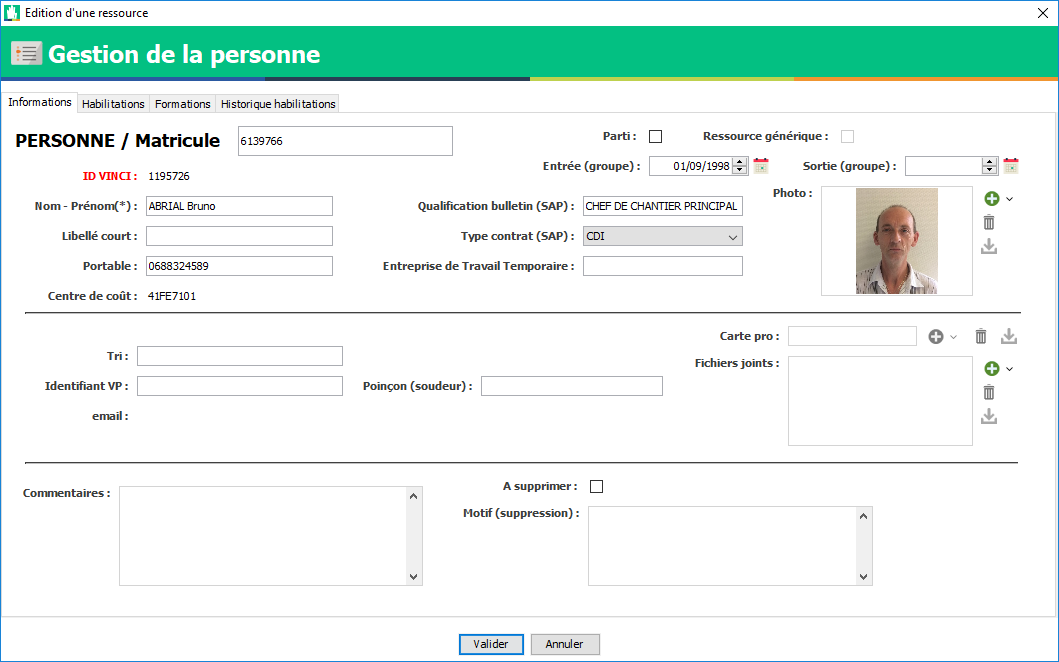 Edition d'une ressource
Gestion de la personne
Informations Habilitations Formations Historique habilitations
PERSONNE / Matricule 6139766 Parti : Ressource générique :
Entrée (groupe) : 01/09/1998 Sortie (groupe) :
ID VINCI : 1195726
Nom - Prénom(*) : ABRIAL Bruno Qualification bulletin (SAP) : CHEF DE CHANTIER PRINCIPAL Photo :
Libellé court : Type contrat (SAP) : CDI
Portable : 0688324589 Entreprise de Travail Temporaire :
Centre de coût : 41FE7101
Carte pro :
Tri : Fichiers joints :
Identifiant VP : Poinçon (soudeur) :
email :
Commentaires : A supprimer :
Motif (suppression) :
Valider Annuler